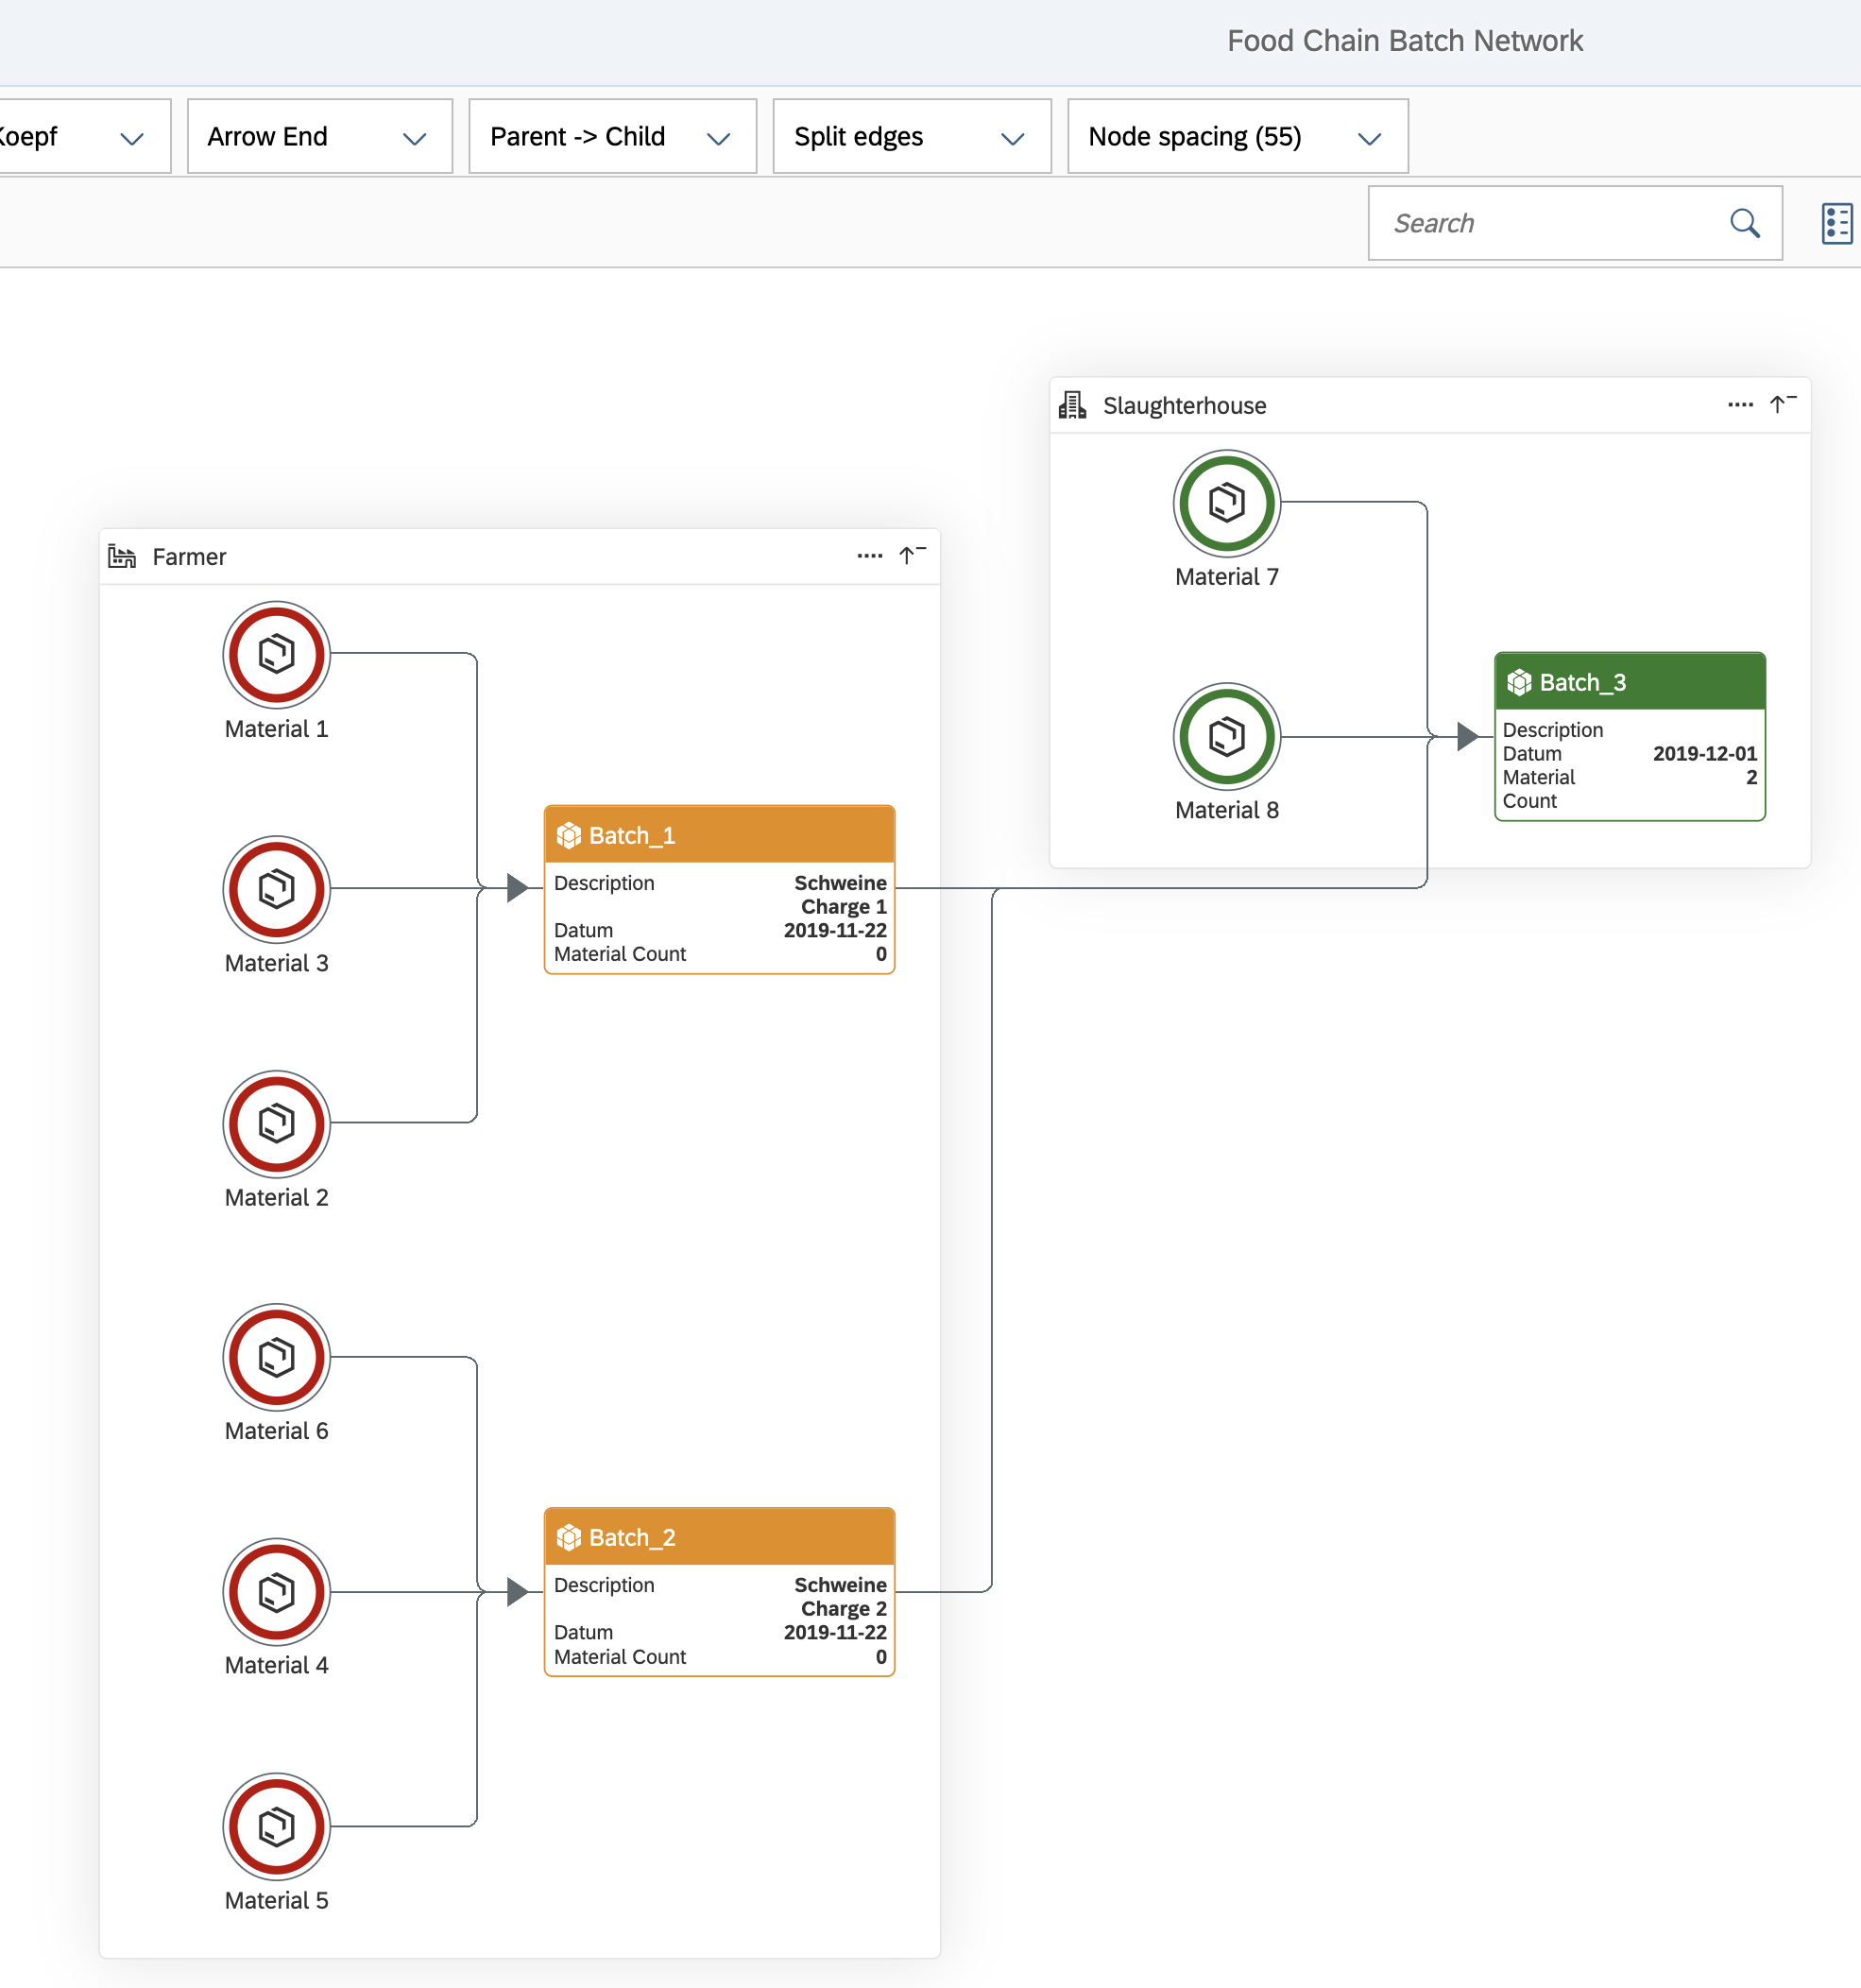 Food Chain Batch Network
Koepf
Arrow End
Parent -> Child
Split edges
Node spacing (55)
Search
Slaughterhouse
Material 7
Material 8
Batch_3
Description
Datum 2019-12-01
Material 2
Count
Farmer
Material 1
Material 3
Material 2
Batch_1
Description Schweine
Charge 1
Datum 2019-11-22
Material Count 0
Material 6
Material 4
Material 5
Batch_2
Description Schweine
Charge 2
Datum 2019-11-22
Material Count 0